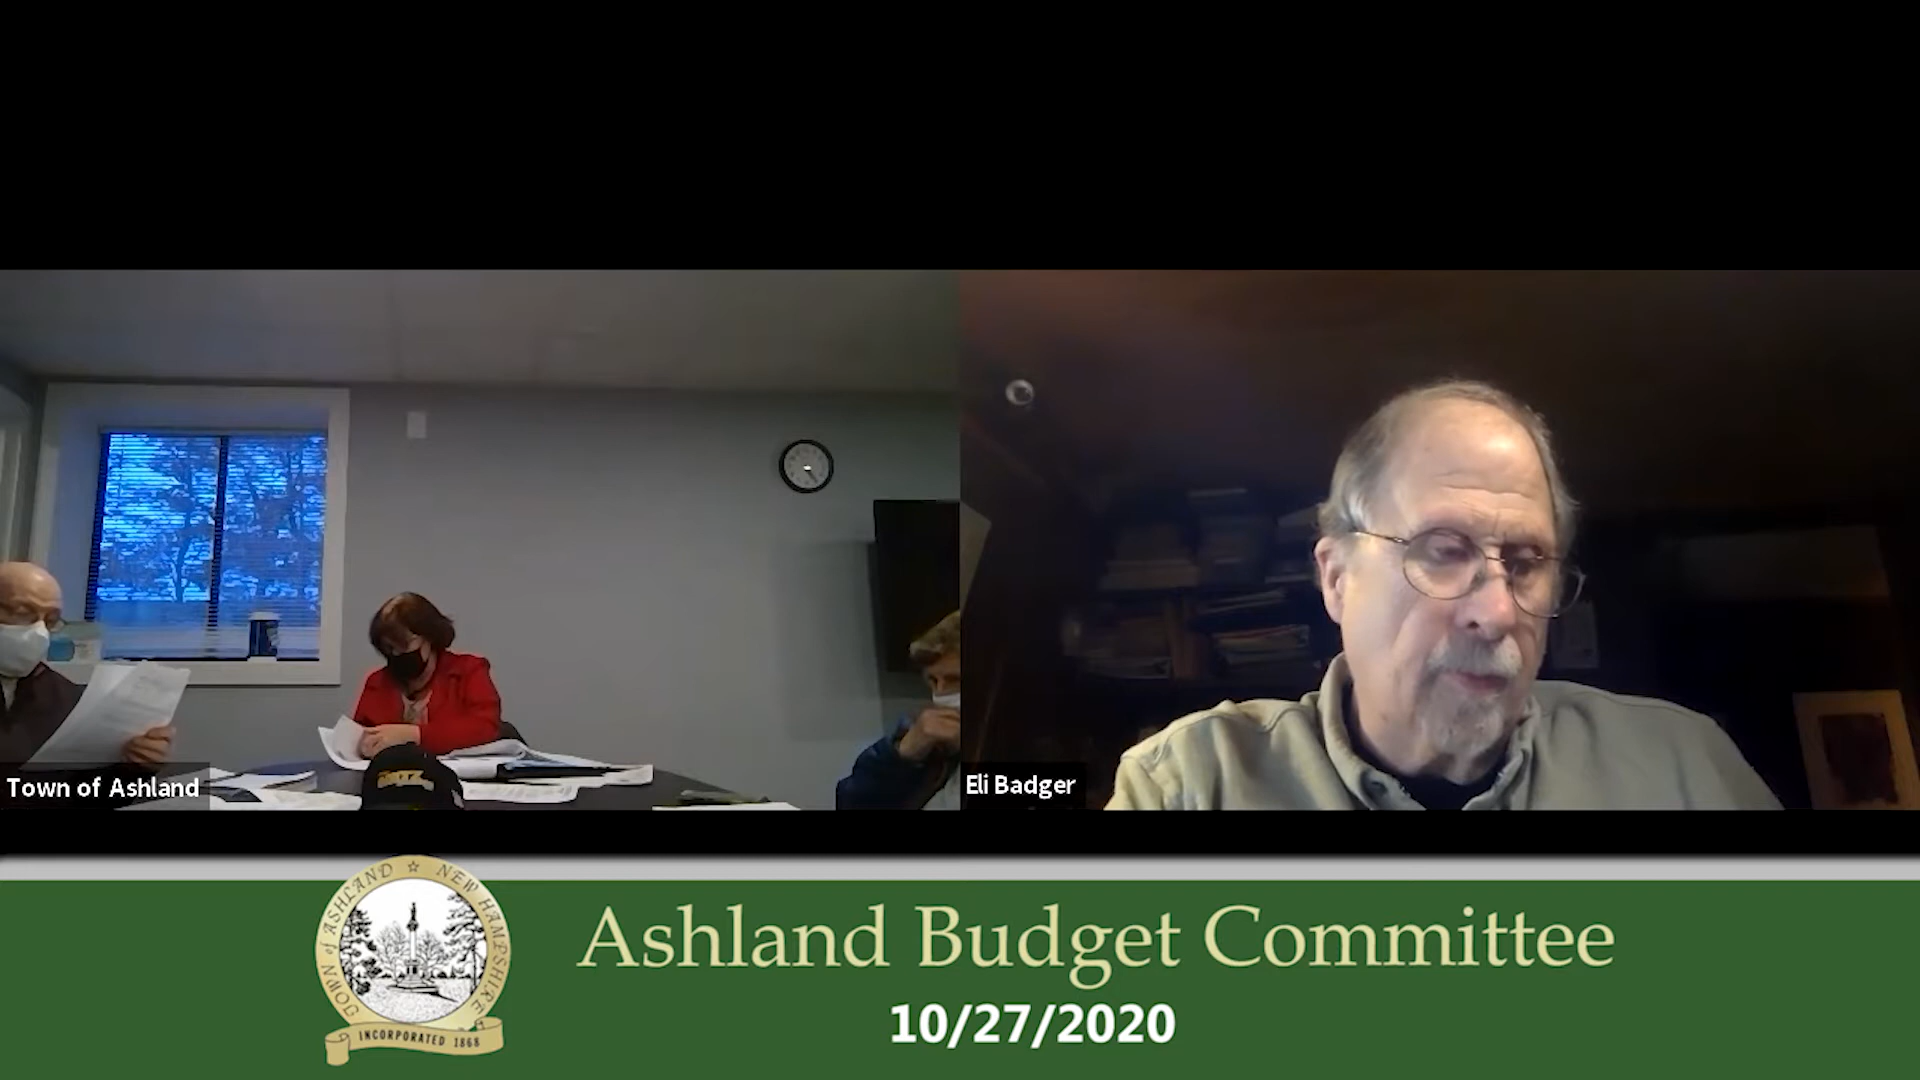 Town of Ashland
Eli Badger
TOWN of ASHLAND ☆ NEW HAMPSHIRE
INCORPORATED 1868
Ashland Budget Committee
10/27/2020